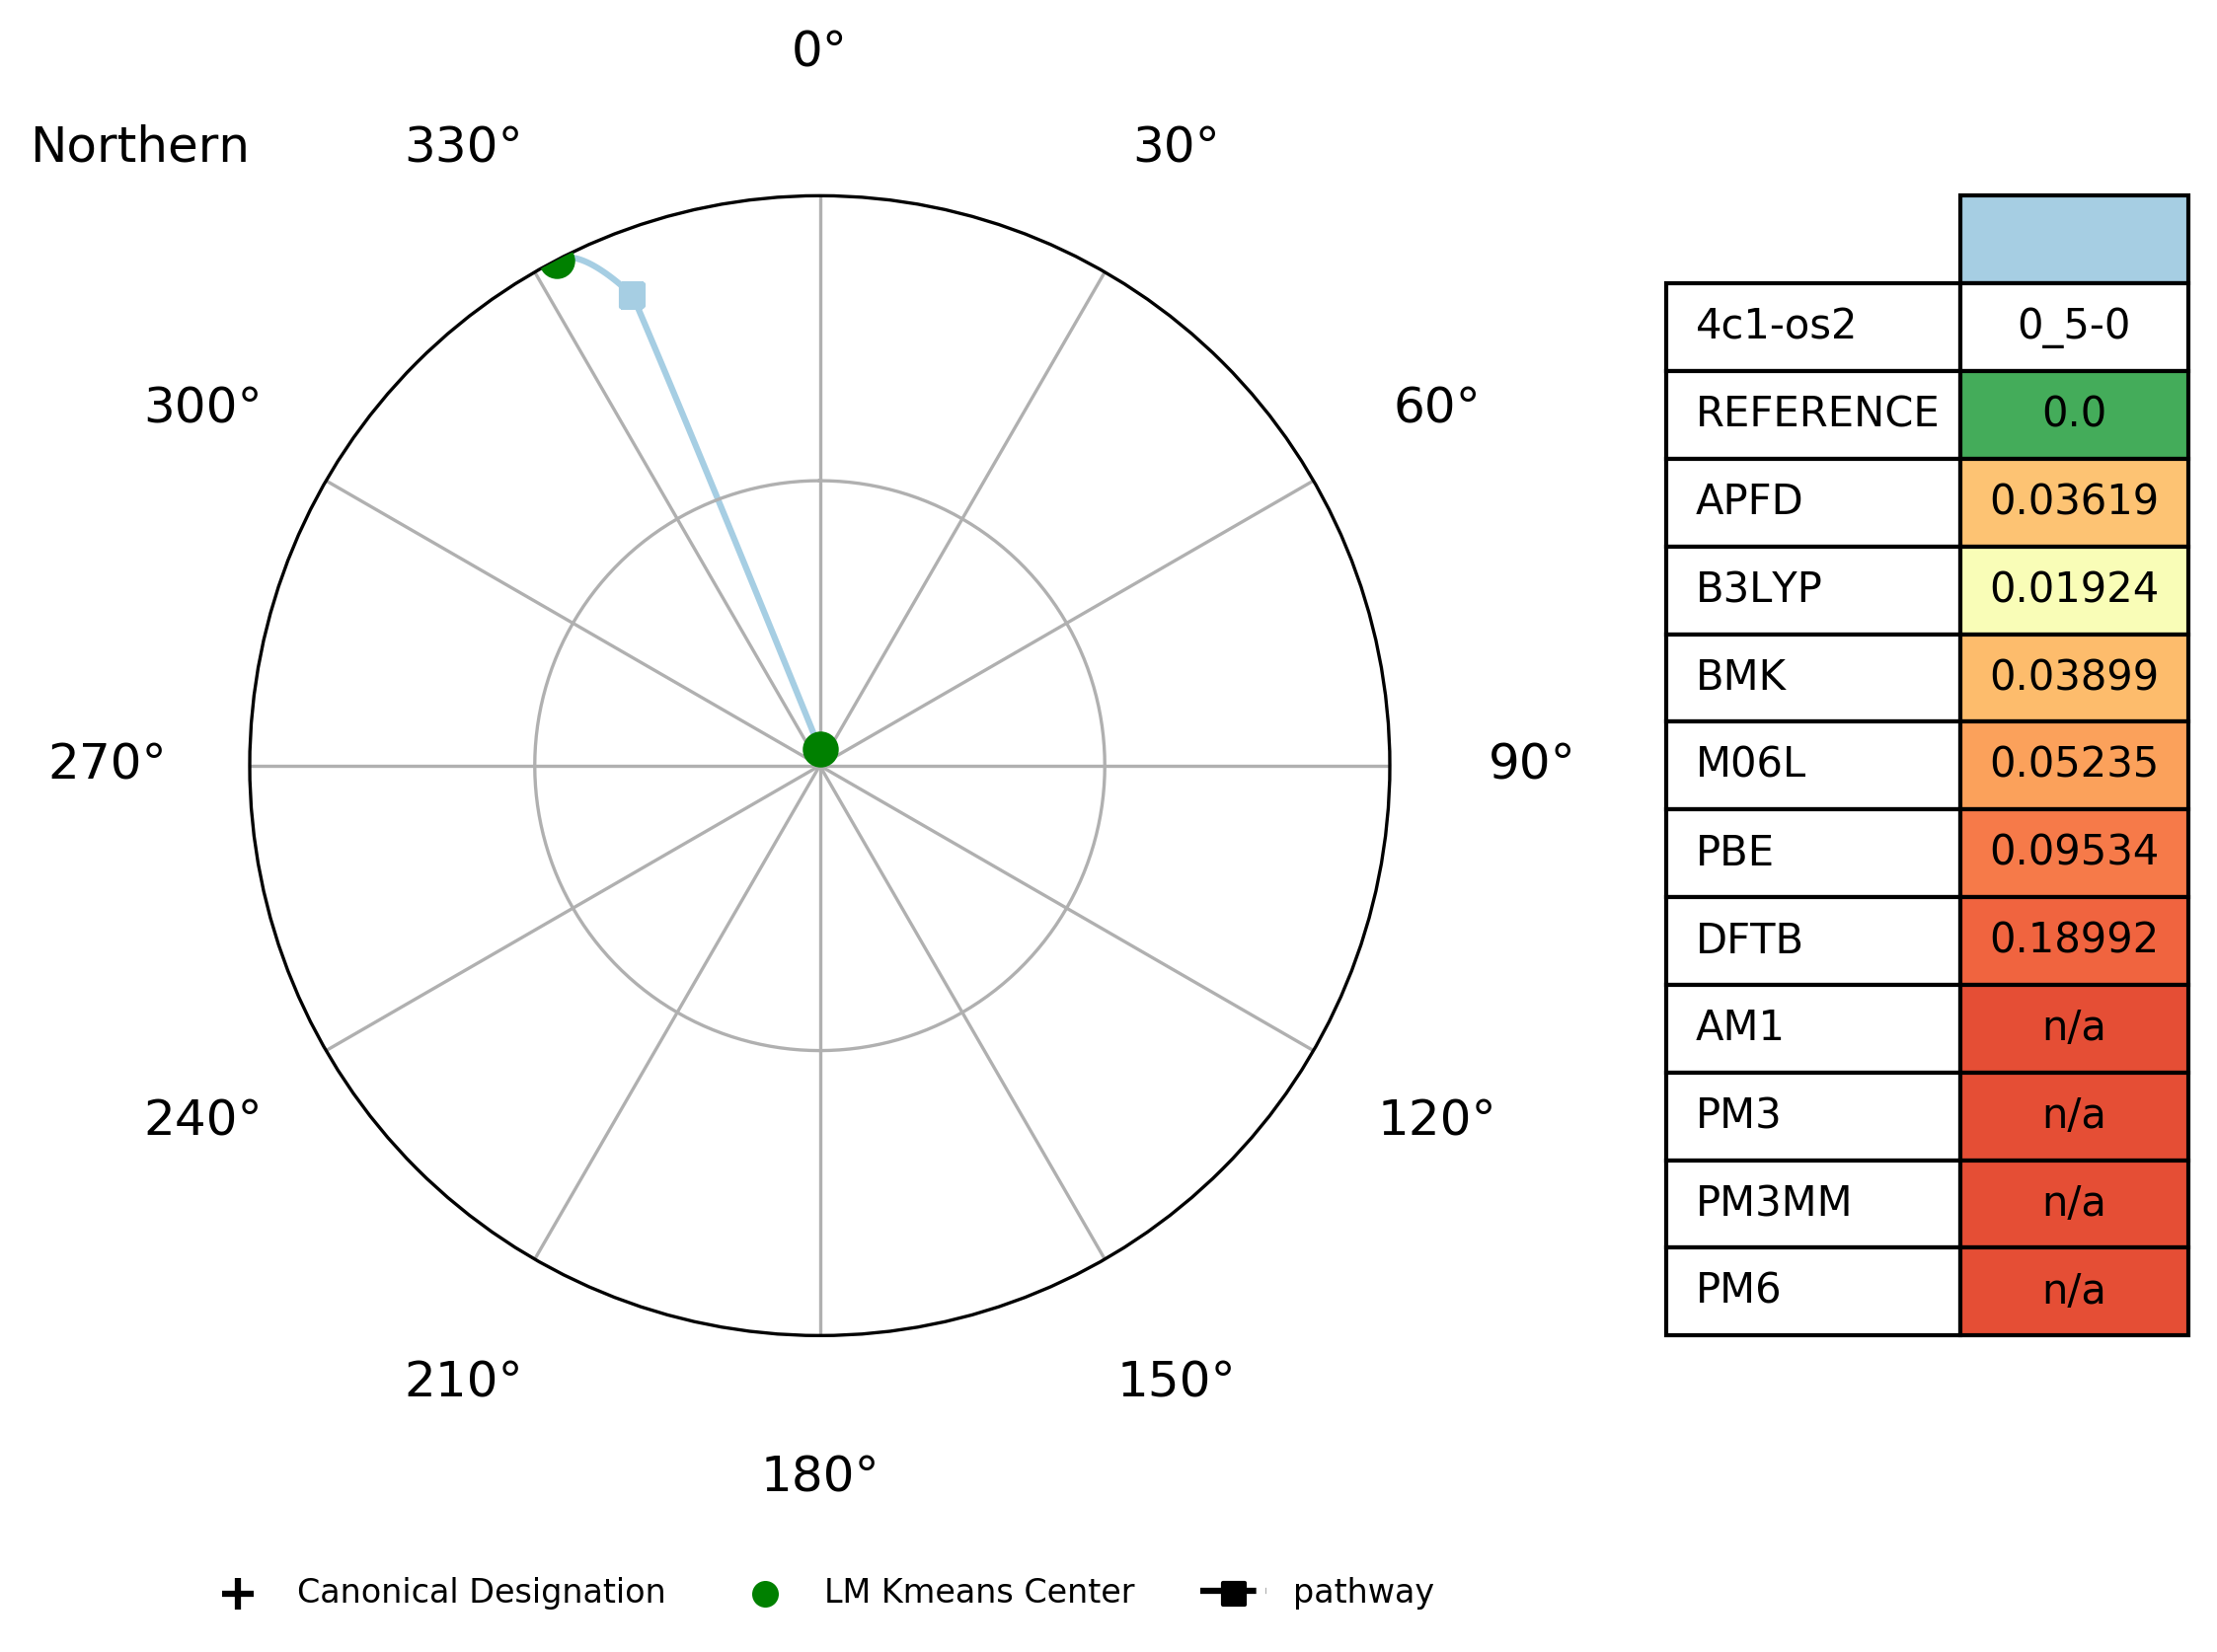 0°
Northern
330°
30°
300°
60°
270°
90°
240°
120°
210°
150°
180°
4c1-os2 0_5-0
REFERENCE 0.0
APFD 0.03619
B3LYP 0.01924
BMK 0.03899
M06L 0.05235
PBE 0.09534
DFTB 0.18992
AM1 n/a
PM3 n/a
PM3MM n/a
PM6 n/a
Canonical Designation
LM Kmeans Center
pathway